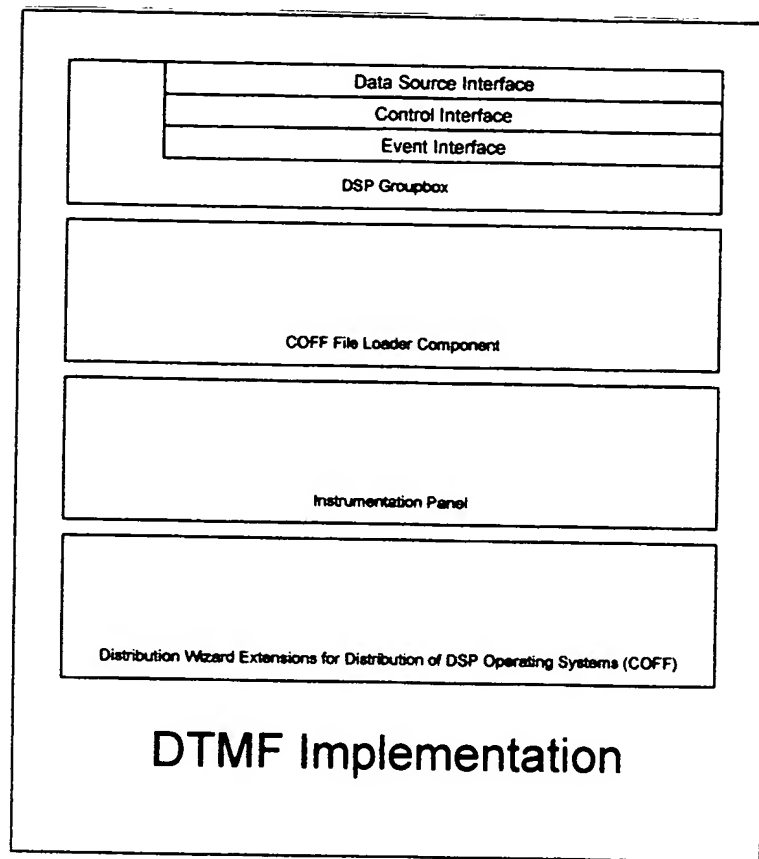 Data Source Interface
Control Interface
Event Interface
DSP Groupbox
COFF File Loader Component
Instrumentation Panel
Distribution Wizard Extensions for Distribution of DSP Operating Systems (COFF)
DTMF Implementation